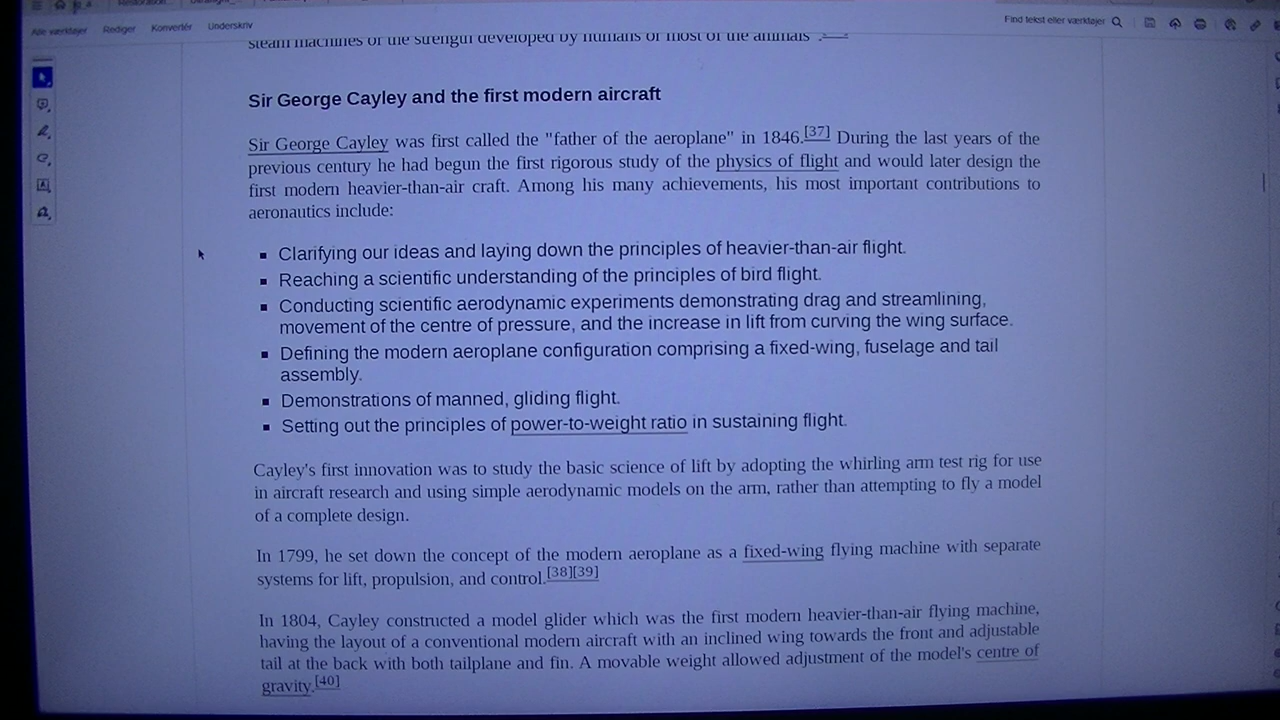 Alle værktøjer Rediger Konvertér Underskriv
Find tekst eller værktøjer
steam machines of the strength developed by humans or most of the animals
Sir George Cayley and the first modern aircraft
Sir George Cayley was first called the "father of the aeroplane" in 1846.[37] During the last years of the
previous century he had begun the first rigorous study of the physics of flight and would later design the
first modern heavier-than-air craft. Among his many achievements, his most important contributions to
aeronautics include:
▪ Clarifying our ideas and laying down the principles of heavier-than-air flight.
▪ Reaching a scientific understanding of the principles of bird flight.
▪ Conducting scientific aerodynamic experiments demonstrating drag and streamlining,
movement of the centre of pressure, and the increase in lift from curving the wing surface.
▪ Defining the modern aeroplane configuration comprising a fixed-wing, fuselage and tail
assembly.
▪ Demonstrations of manned, gliding flight.
▪ Setting out the principles of power-to-weight ratio in sustaining flight.
Cayley's first innovation was to study the basic science of lift by adopting the whirling arm test rig for use
in aircraft research and using simple aerodynamic models on the arm, rather than attempting to fly a model
of a complete design.
In 1799, he set down the concept of the modern aeroplane as a fixed-wing flying machine with separate
systems for lift, propulsion, and control.[38][39]
In 1804, Cayley constructed a model glider which was the first modern heavier-than-air flying machine,
having the layout of a conventional modern aircraft with an inclined wing towards the front and adjustable
tail at the back with both tailplane and fin. A movable weight allowed adjustment of the model's centre of
gravity.[40]